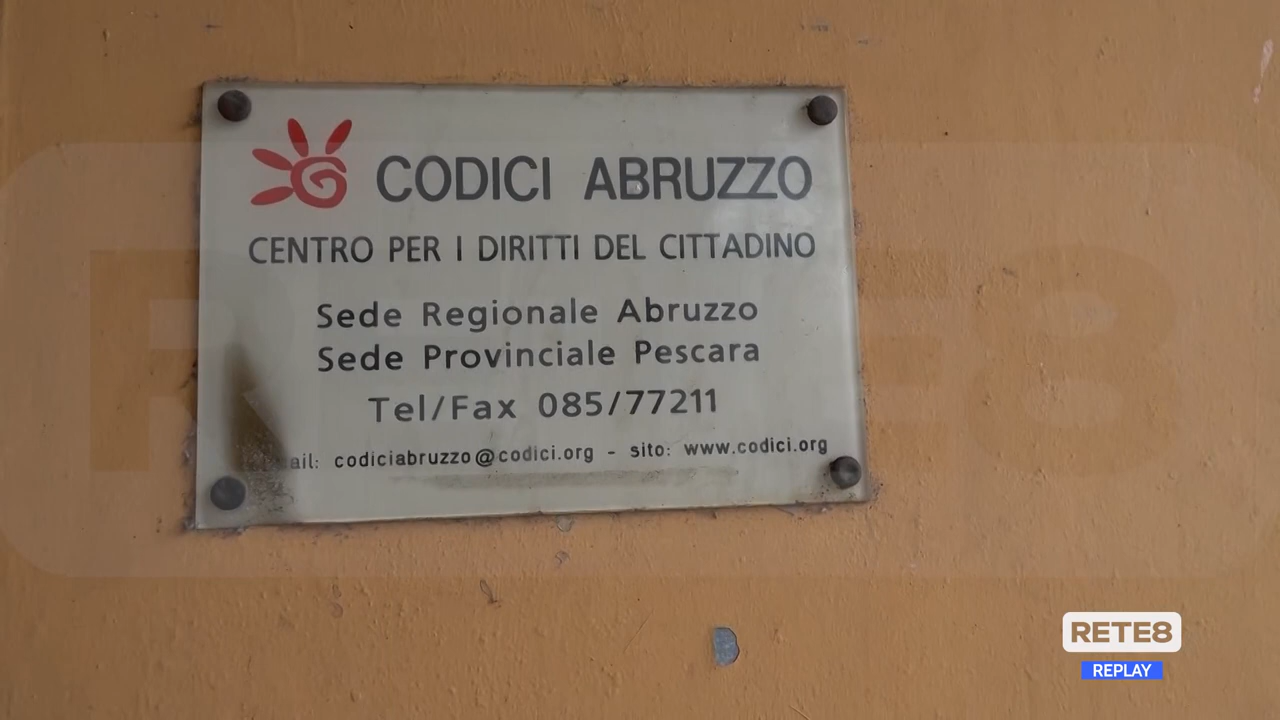 CODICI ABRUZZO
CENTRO PER I DIRITTI DEL CITTADINO
Sede Regionale Abruzzo
Sede Provinciale Pescara
Tel/Fax 085/77211
ail: codiciabruzzo@codici.org - sito: www.codici.org
RETE8
RETE8
REPLAY